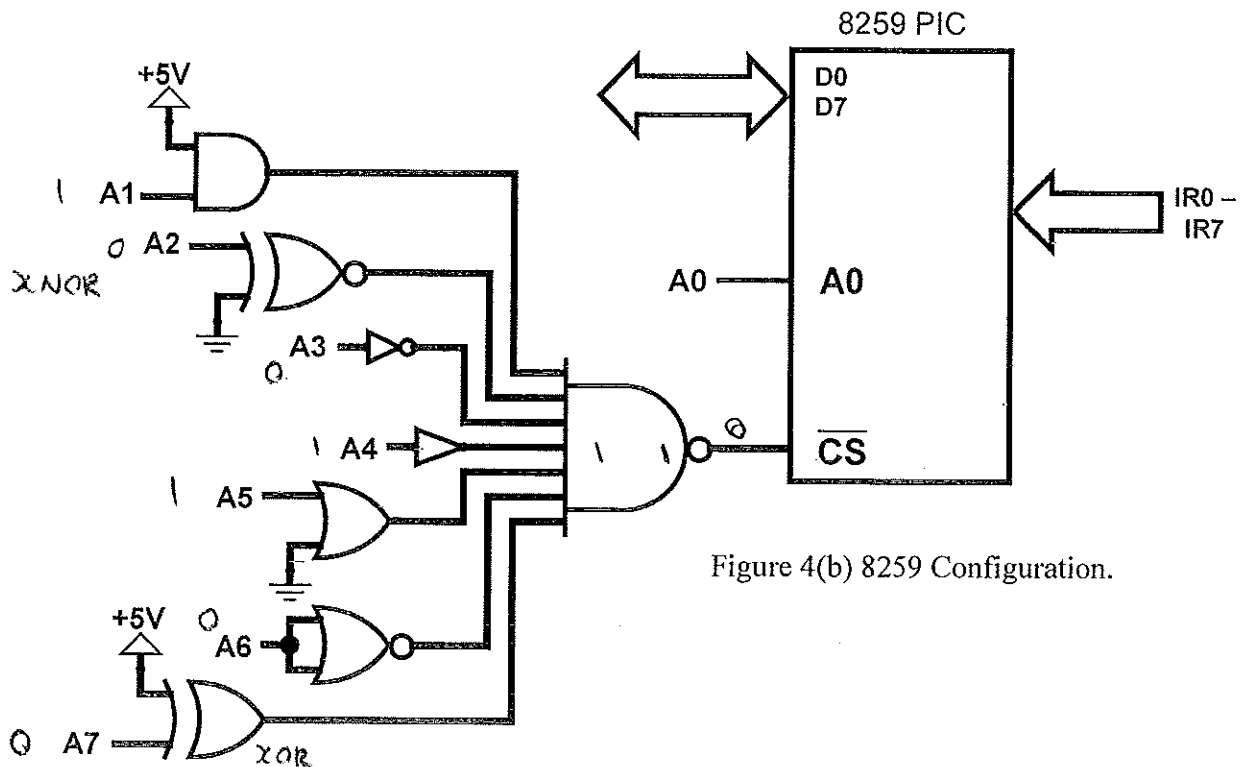 8259 PIC
+5V
D0
D7
1 A1
IR0 –
IR7
0 A2
XNOR
A0 A0
A3
0
1 A4
1 1
0
CS
1 A5
Figure 4(b) 8259 Configuration.
+5V
0
A6
0 A7
XOR